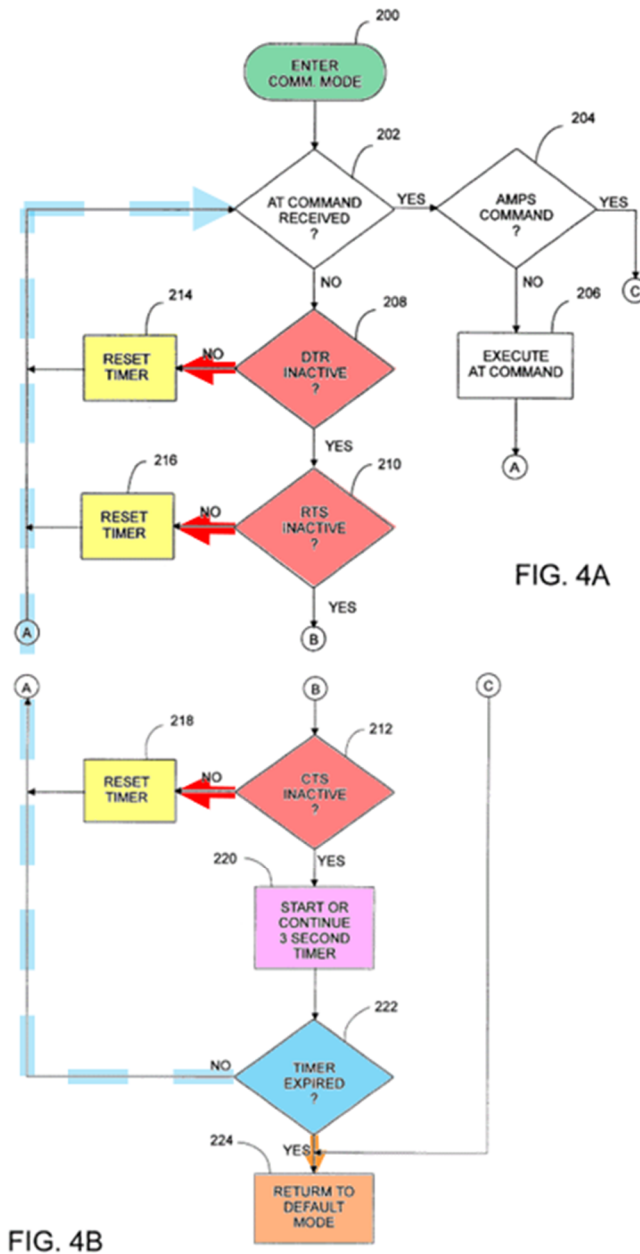 200
ENTER
COMM. MODE
202
204
AT COMMAND
RECEIVED
?
YES
AMPS
COMMAND
?
YES
NO
NO
C
214
208
206
RESET
TIMER
NO
DTR
INACTIVE
?
EXECUTE
AT COMMAND
YES
216
210
A
RESET
TIMER
NO
RTS
INACTIVE
?
FIG. 4A
YES
A
B
A
B
C
218
212
RESET
TIMER
NO
CTS
INACTIVE
?
YES
220
START OR
CONTINUE
3 SECOND
TIMER
222
NO
TIMER
EXPIRED
?
YES
224
RETURM TO
DEFAULT
MODE
FIG. 4B